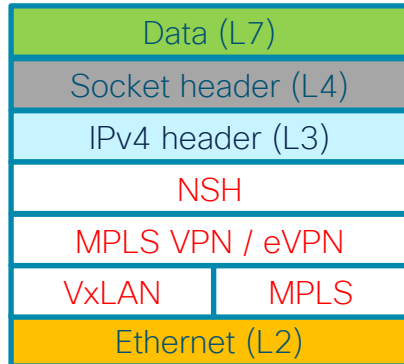 Data (L7)
Socket header (L4)
IPv4 header (L3)
NSH
MPLS VPN / eVPN
VxLAN MPLS
Ethernet (L2)